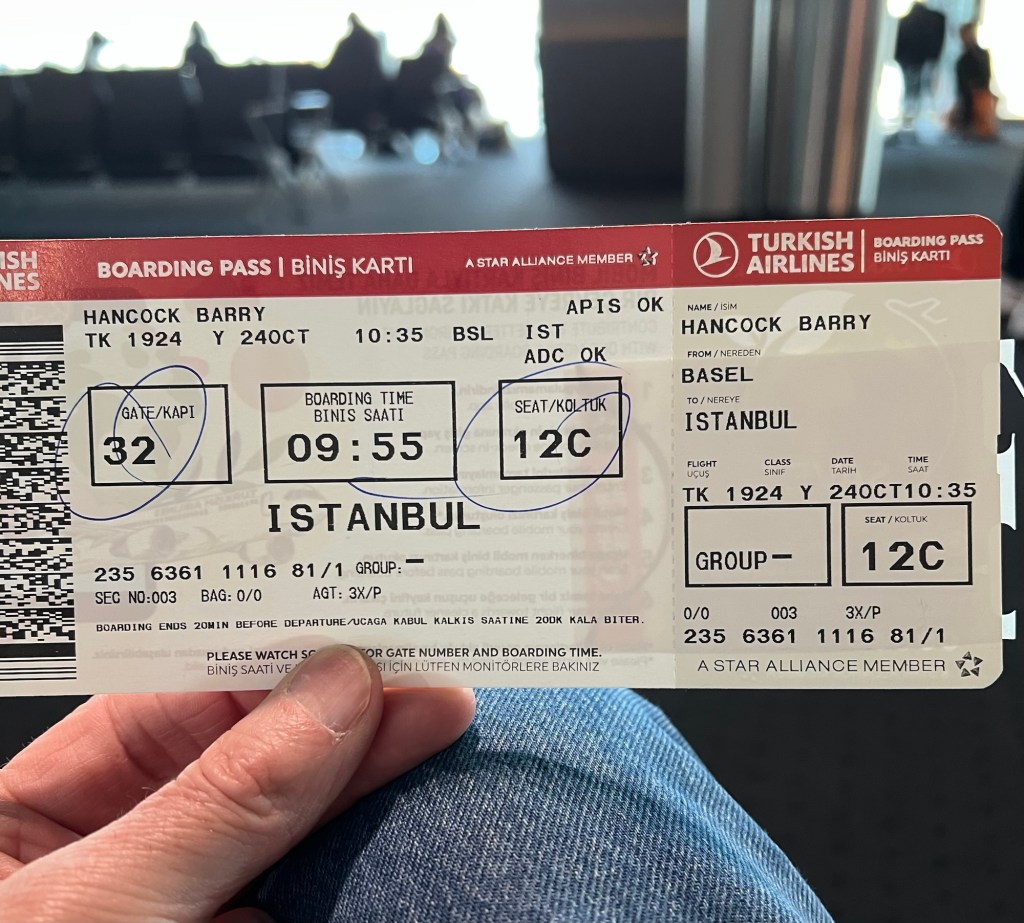 BOARDING PASS | BİNİŞ KARTI
A STAR ALLIANCE MEMBER
HANCOCK BARRY
APIS OK
TK 1924 Y 24OCT 10:35 BSL IST
ADC OK
GATE/KAPI
32
BOARDING TIME
BINIS SAATI
09:55
SEAT/KOLTUK
12C
ISTANBUL
235 6361 1116 81/1 GROUP:—
SEC NO:003 BAG: 0/0 AGT: 3X/P
BOARDING ENDS 20MIN BEFORE DEPARTURE/UCAGA KABUL KALKIS SAATINE 20DK KALA BITER.
PLEASE WATCH FOR GATE NUMBER AND BOARDING TIME.
BİNİŞ SAATİ VE İÇİN LÜTFEN MONİTÖRLERE BAKINIZ
TURKISH
AIRLINES
BOARDING PASS
BİNİŞ KARTI
NAME / İSİM
HANCOCK BARRY
FROM / NEREDEN
BASEL
TO / NEREYE
ISTANBUL
FLIGHT CLASS DATE TIME
UÇUŞ SINIF TARİH SAAT
TK 1924 Y 24OCT10:35
GROUP—
SEAT / KOLTUK
12C
0/0 003 3X/P
235 6361 1116 81/1
A STAR ALLIANCE MEMBER